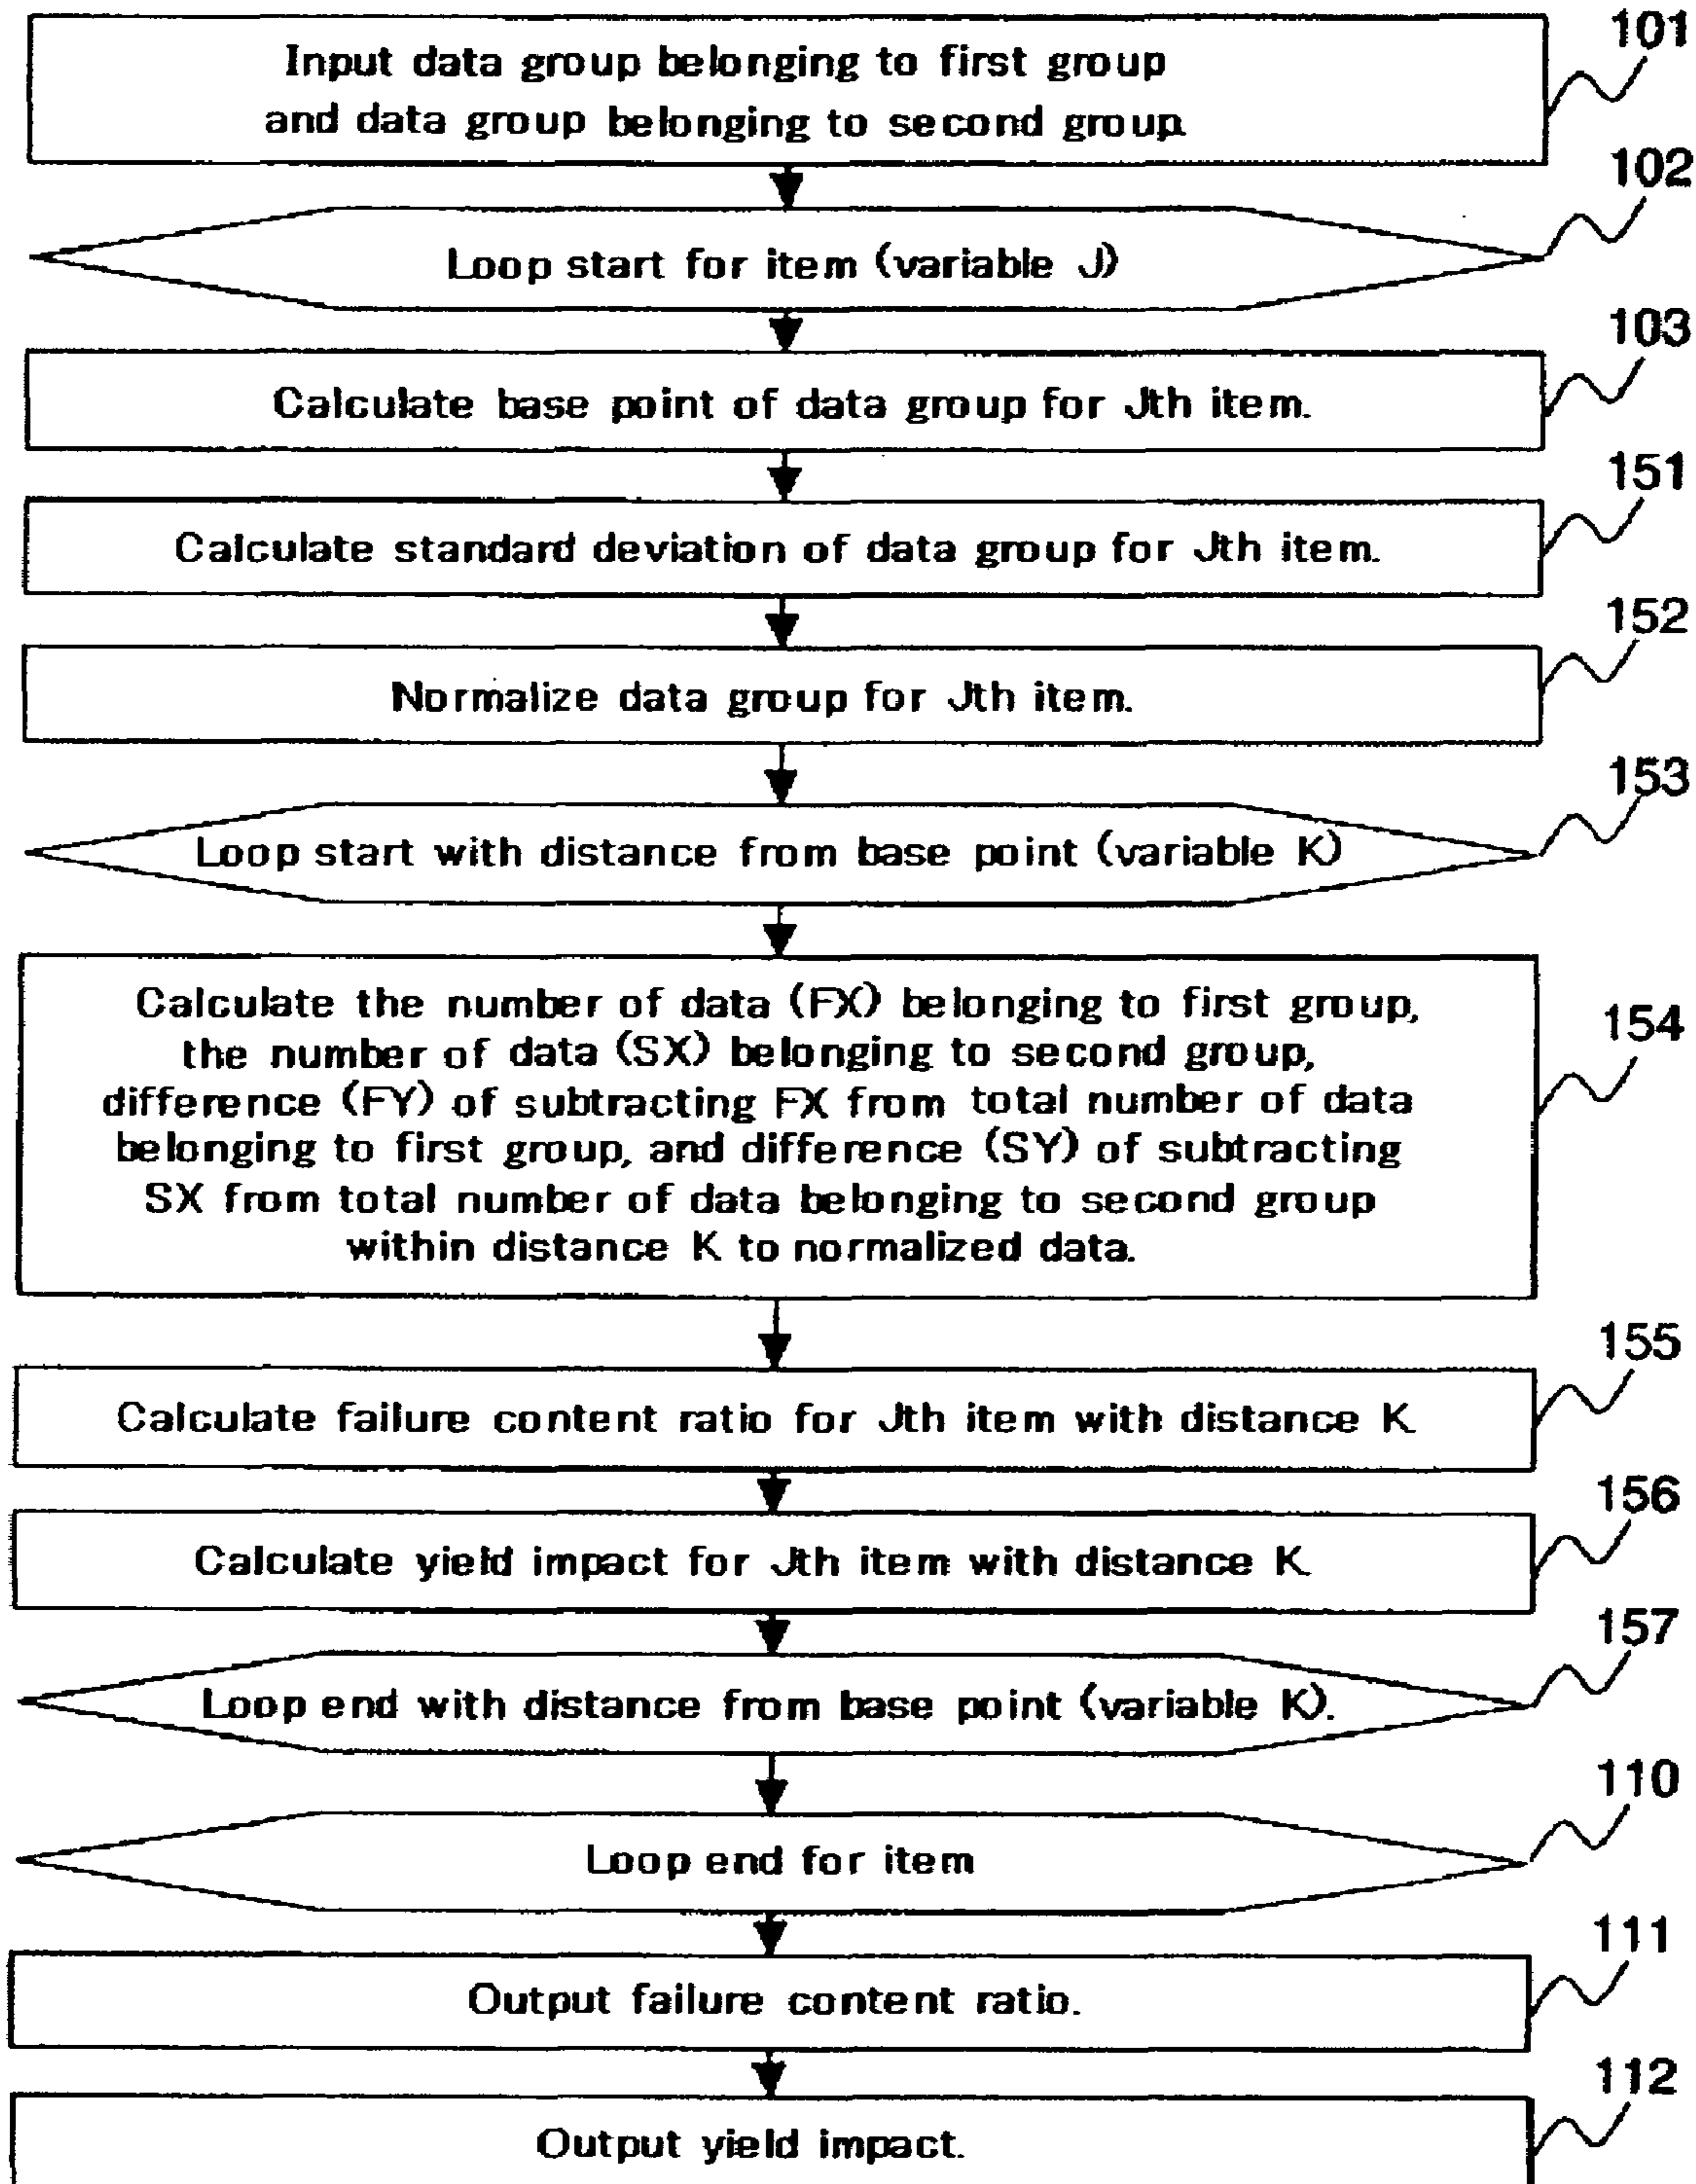 101
Input data group belonging to first group
and data group belonging to second group.
102
Loop start for item (variable J)
103
Calculate base point of data group for Jth item.
151
Calculate standard deviation of data group for Jth item.
152
Normalize data group for Jth item.
153
Loop start with distance from base point (variable K)
154
Calculate the number of data (FX) belonging to first group,
the number of data (SX) belonging to second group,
difference (FY) of subtracting FX from total number of data
belonging to first group, and difference (SY) of subtracting
SX from total number of data belonging to second group
within distance K to normalized data.
155
Calculate failure content ratio for Jth item with distance K.
156
Calculate yield impact for Jth item with distance K.
157
Loop end with distance from base point (variable K).
110
Loop end for item
111
Output failure content ratio.
112
Output yield impact.